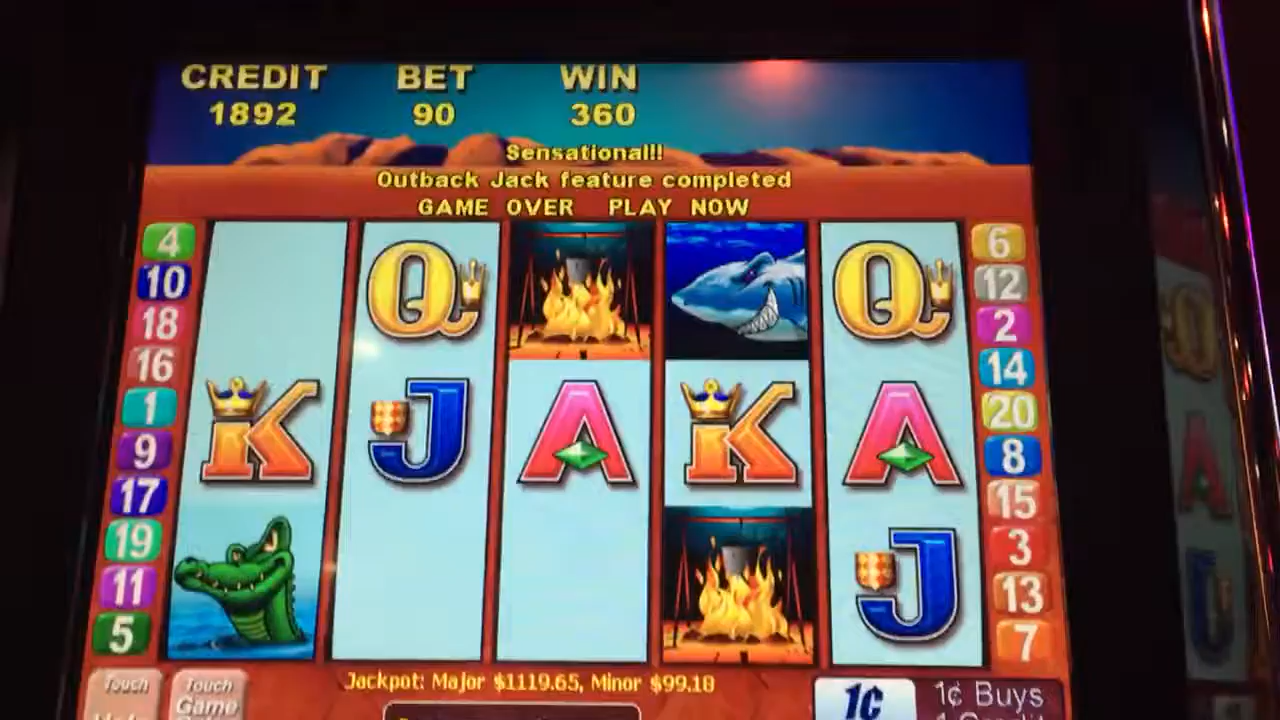 CREDIT BET WIN
1892 90 360
Sensational!!
Outback Jack feature completed
GAME OVER PLAY NOW
4 Q Q 6
10 12
18 2
16 14
1 K J A K A 20
9 8
17 15
19 3
11 J 13
5 7
Jackpot: Major $1119.65, Minor $99.18
Touch Touch 1¢ 1¢ Buys
Game
Q
A
J